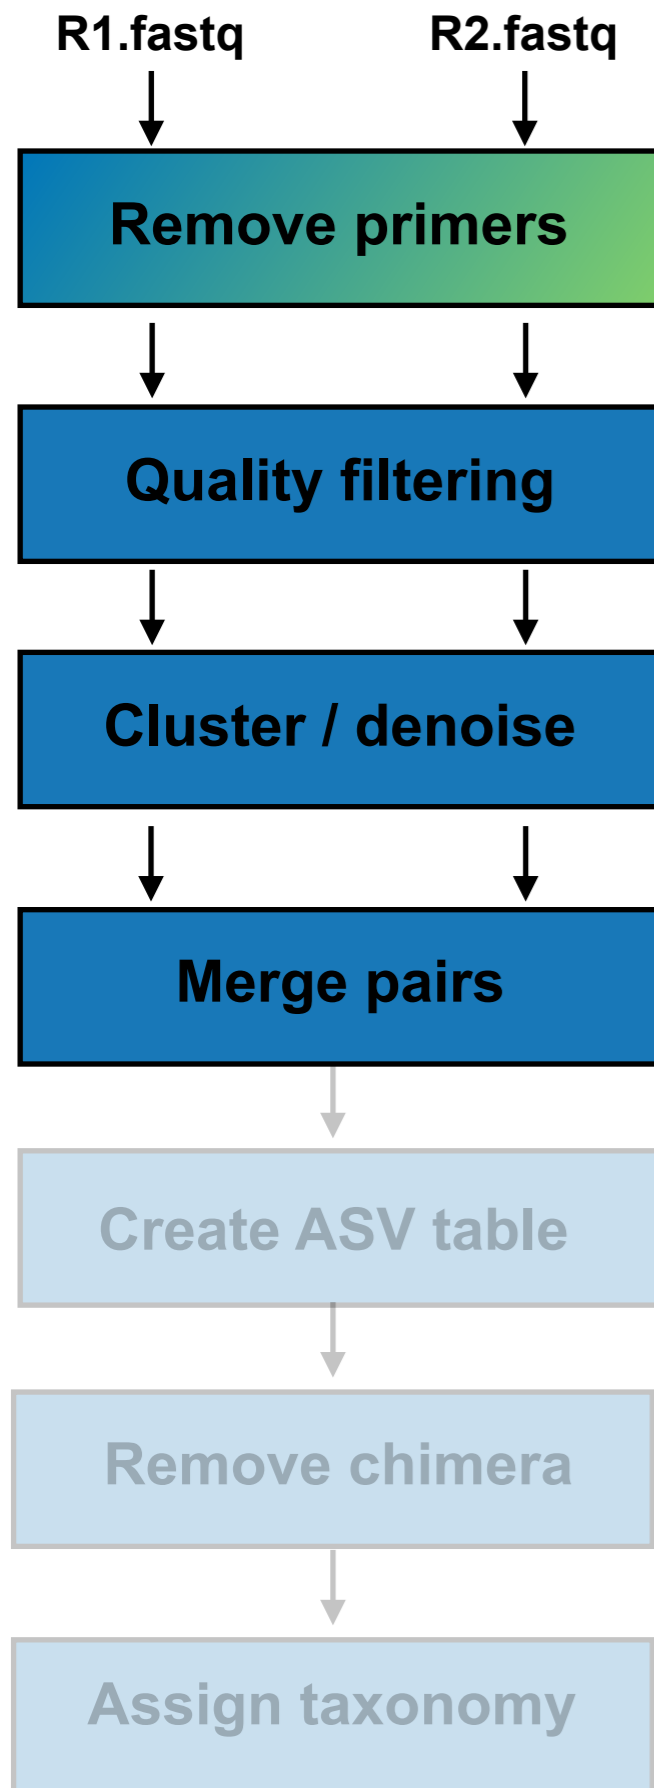 R1.fastq R2.fastq
Remove primers
Quality filtering
Cluster / denoise
Merge pairs
Create ASV table
Remove chimera
Assign taxonomy